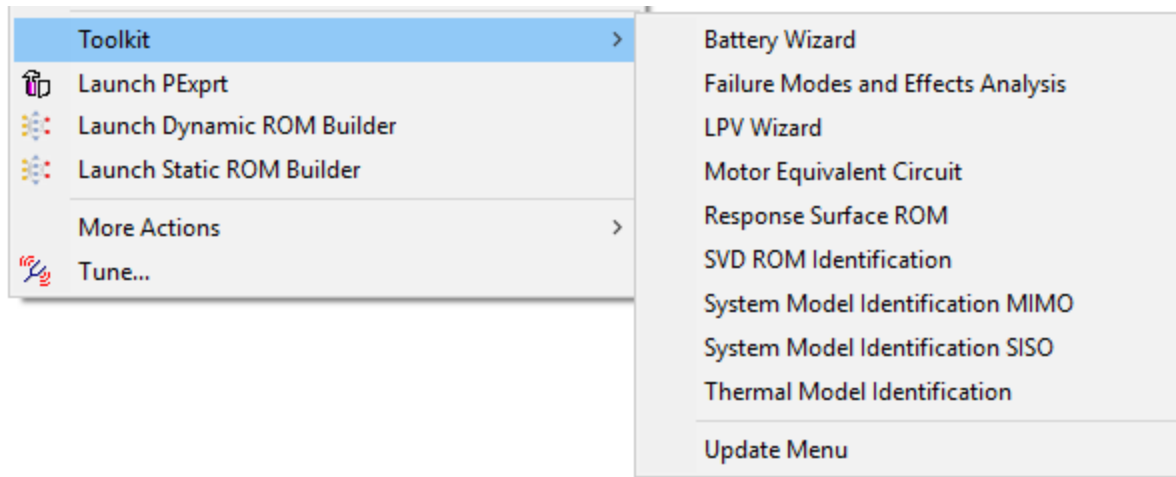 Toolkit
Launch PExprt
Launch Dynamic ROM Builder
Launch Static ROM Builder
More Actions
Tune...
Battery Wizard
Failure Modes and Effects Analysis
LPV Wizard
Motor Equivalent Circuit
Response Surface ROM
SVD ROM Identification
System Model Identification MIMO
System Model Identification SISO
Thermal Model Identification
Update Menu